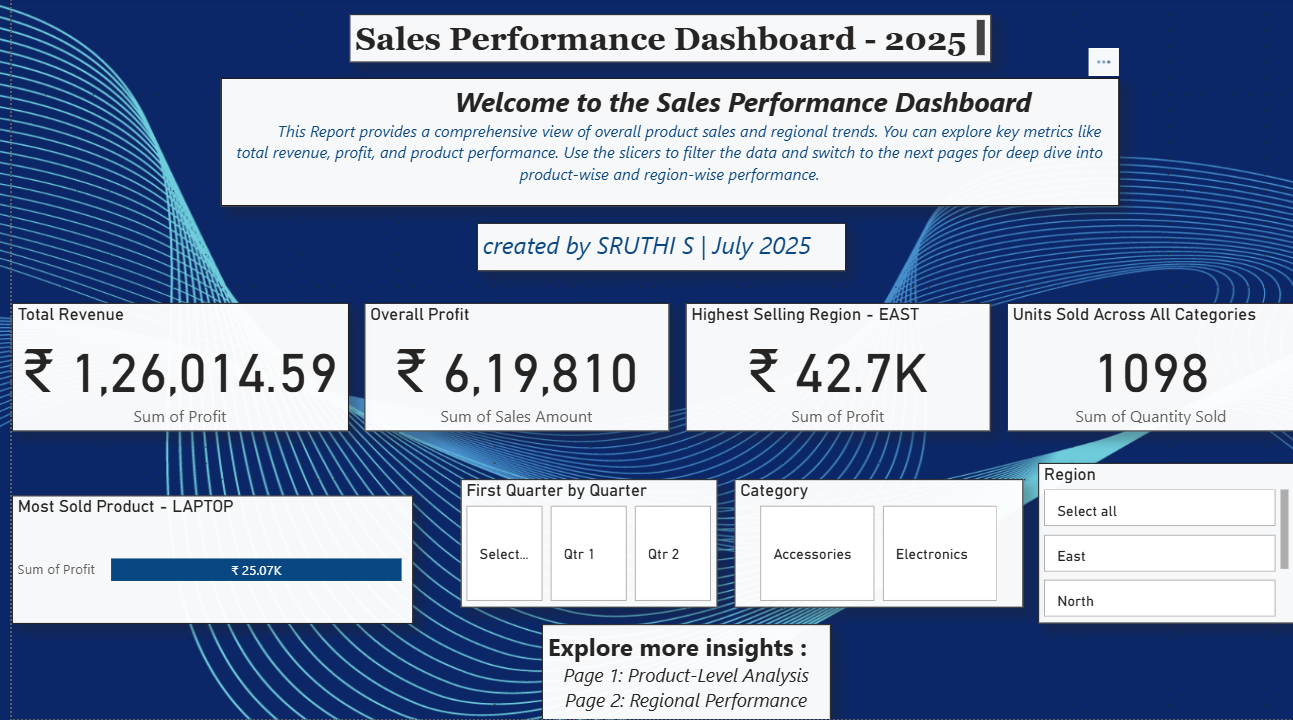 Sales Performance Dashboard - 2025
Welcome to the Sales Performance Dashboard
This Report provides a comprehensive view of overall product sales and regional trends. You can explore key metrics like
total revenue, profit, and product performance. Use the slicers to filter the data and switch to the next pages for deep dive into
product-wise and region-wise performance.
created by SRUTHI S | July 2025
Total Revenue
₹ 1,26,014.59
Sum of Profit
Overall Profit
₹ 6,19,810
Sum of Sales Amount
Highest Selling Region - EAST
₹ 42.7K
Sum of Profit
Units Sold Across All Categories
1098
Sum of Quantity Sold
Most Sold Product - LAPTOP
Sum of Profit
₹ 25.07K
First Quarter by Quarter
Select...
Qtr 1
Qtr 2
Category
Accessories
Electronics
Region
Select all
East
North
Explore more insights :
Page 1: Product-Level Analysis
Page 2: Regional Performance